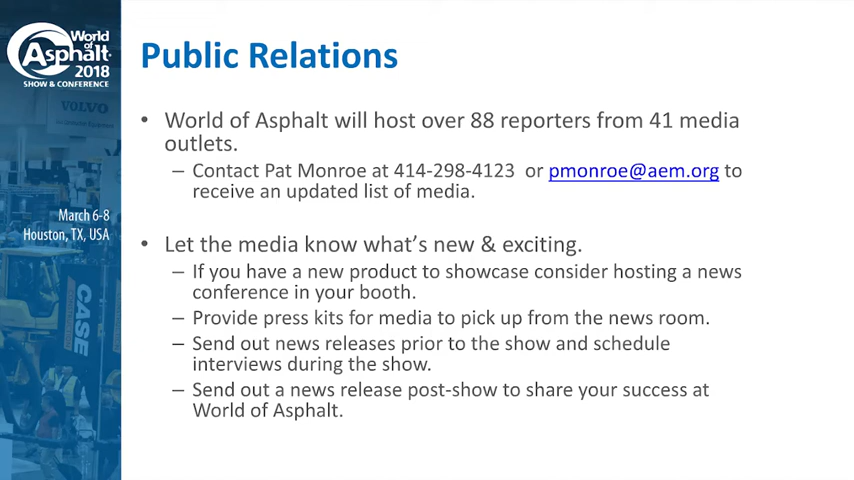 World
of
Asphalt
2018
SHOW & CONFERENCE
VOLVO
March 6-8
Houston, TX, USA
CASE
Public Relations
• World of Asphalt will host over 88 reporters from 41 media
outlets.
– Contact Pat Monroe at 414-298-4123 or pmonroe@aem.org to
receive an updated list of media.
• Let the media know what's new & exciting.
– If you have a new product to showcase consider hosting a news
conference in your booth.
– Provide press kits for media to pick up from the news room.
– Send out news releases prior to the show and schedule
interviews during the show.
– Send out a news release post-show to share your success at
World of Asphalt.